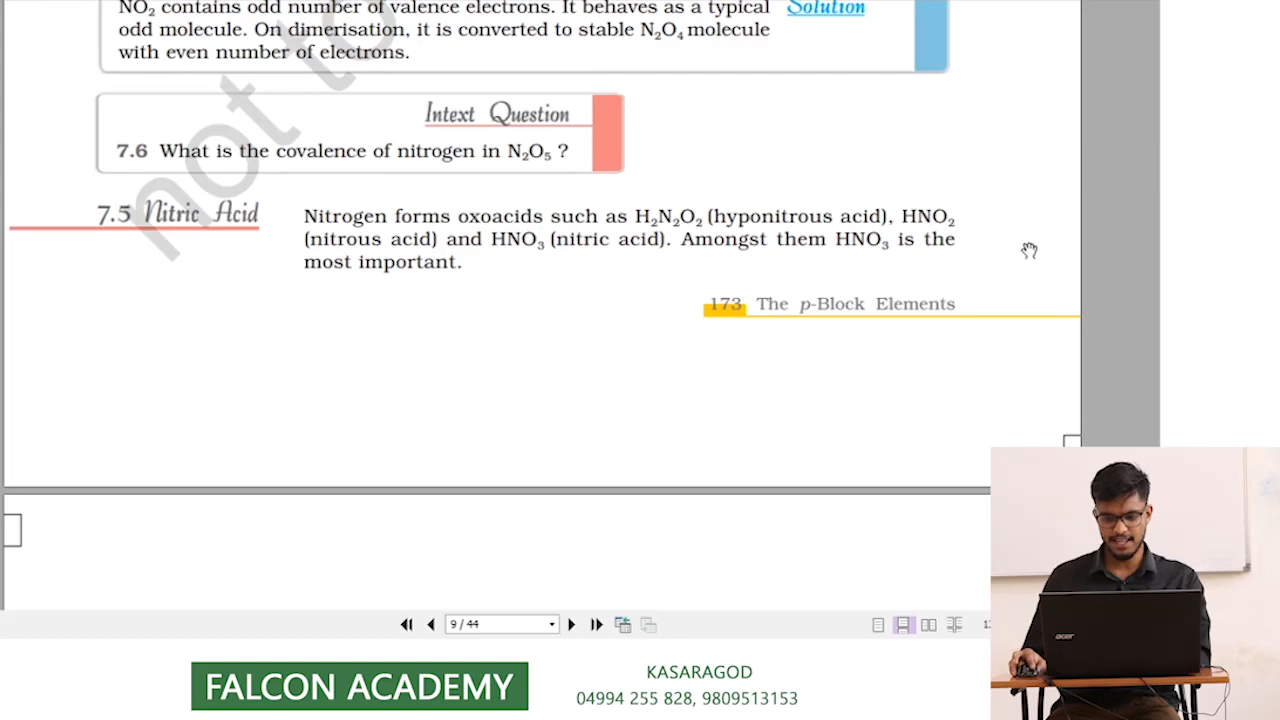 NO₂ contains odd number of valence electrons. It behaves as a typical
odd molecule. On dimerisation, it is converted to stable N₂O₄ molecule
with even number of electrons.
Solution
not to
Intext Question
7.6 What is the covalence of nitrogen in N₂O₅ ?
7.5 Nitric Acid
Nitrogen forms oxoacids such as H₂N₂O₂ (hyponitrous acid), HNO₂
(nitrous acid) and HNO₃ (nitric acid). Amongst them HNO₃ is the
most important.
173 The p-Block Elements
9 / 44
acer
FALCON ACADEMY
KASARAGOD
04994 255 828, 9809513153